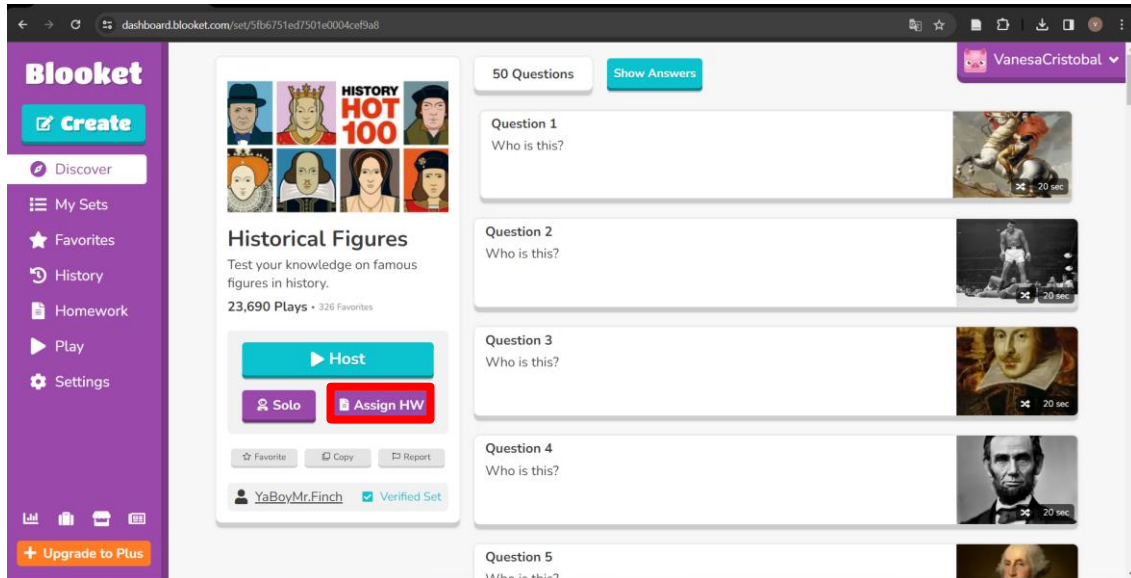 dashboard.blooket.com/set/5fb6751ed7501e0004cef9a8
Blooket
Create
Discover
My Sets
Favorites
History
Homework
Play
Settings
Upgrade to Plus
HISTORY
HOT
100
Historical Figures
Test your knowledge on famous
figures in history.
23,690 Plays • 326 Favorites
Host
Solo
Assign HW
Favorite
Copy
Report
YaBoyMr.Finch
Verified Set
50 Questions
Show Answers
VanesaCristobal
Question 1
Who is this?
20 sec
Question 2
Who is this?
20 sec
Question 3
Who is this?
20 sec
Question 4
Who is this?
20 sec
Question 5
Who is this?